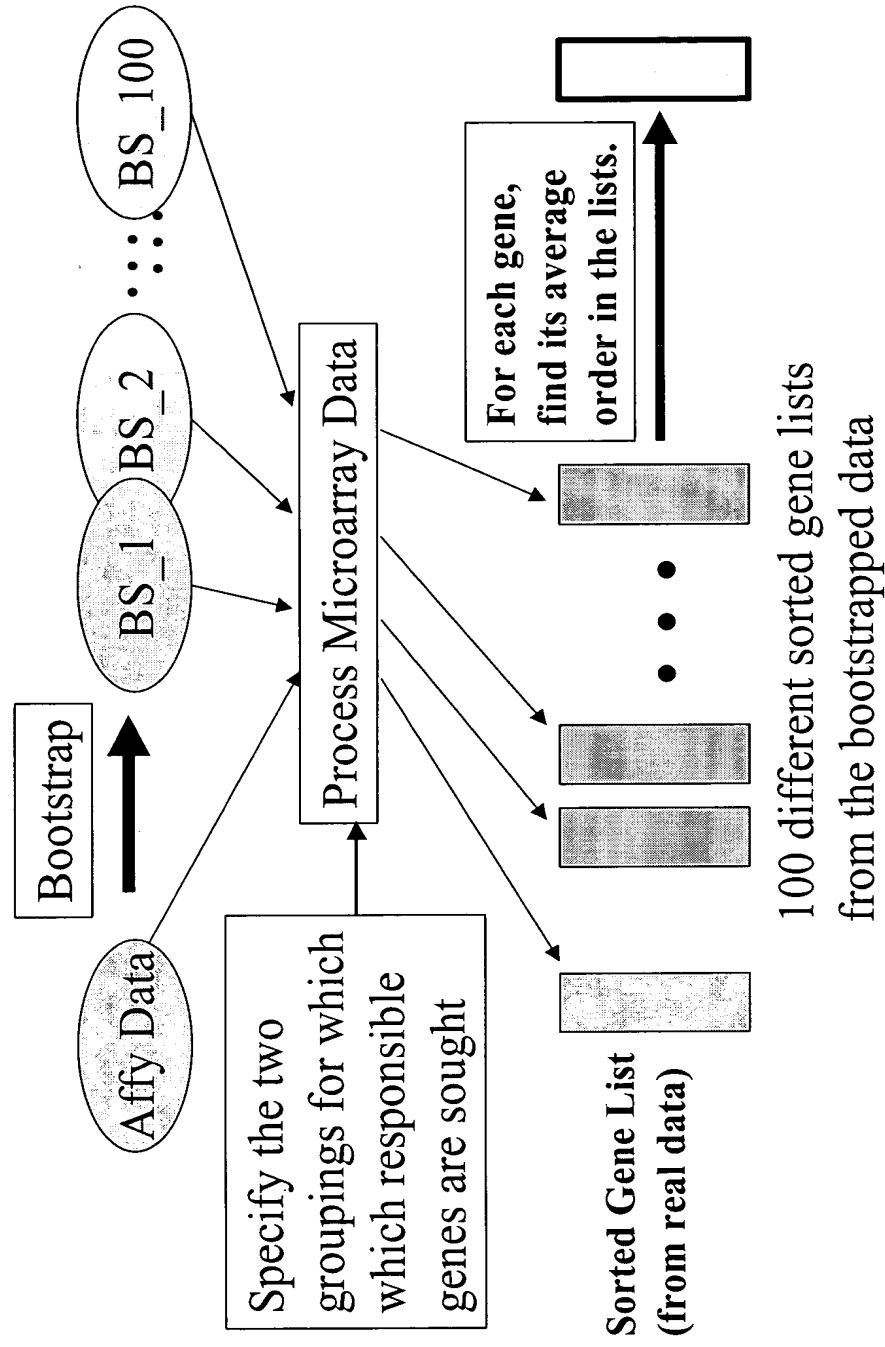 Bootstrap
Affy Data
BS_1
BS_2
BS_100
Specify the two
groupings for which
which responsible
genes are sought
Process Microarray Data
For each gene,
find its average
order in the lists.
Sorted Gene List
(from real data)
100 different sorted gene lists
from the bootstrapped data